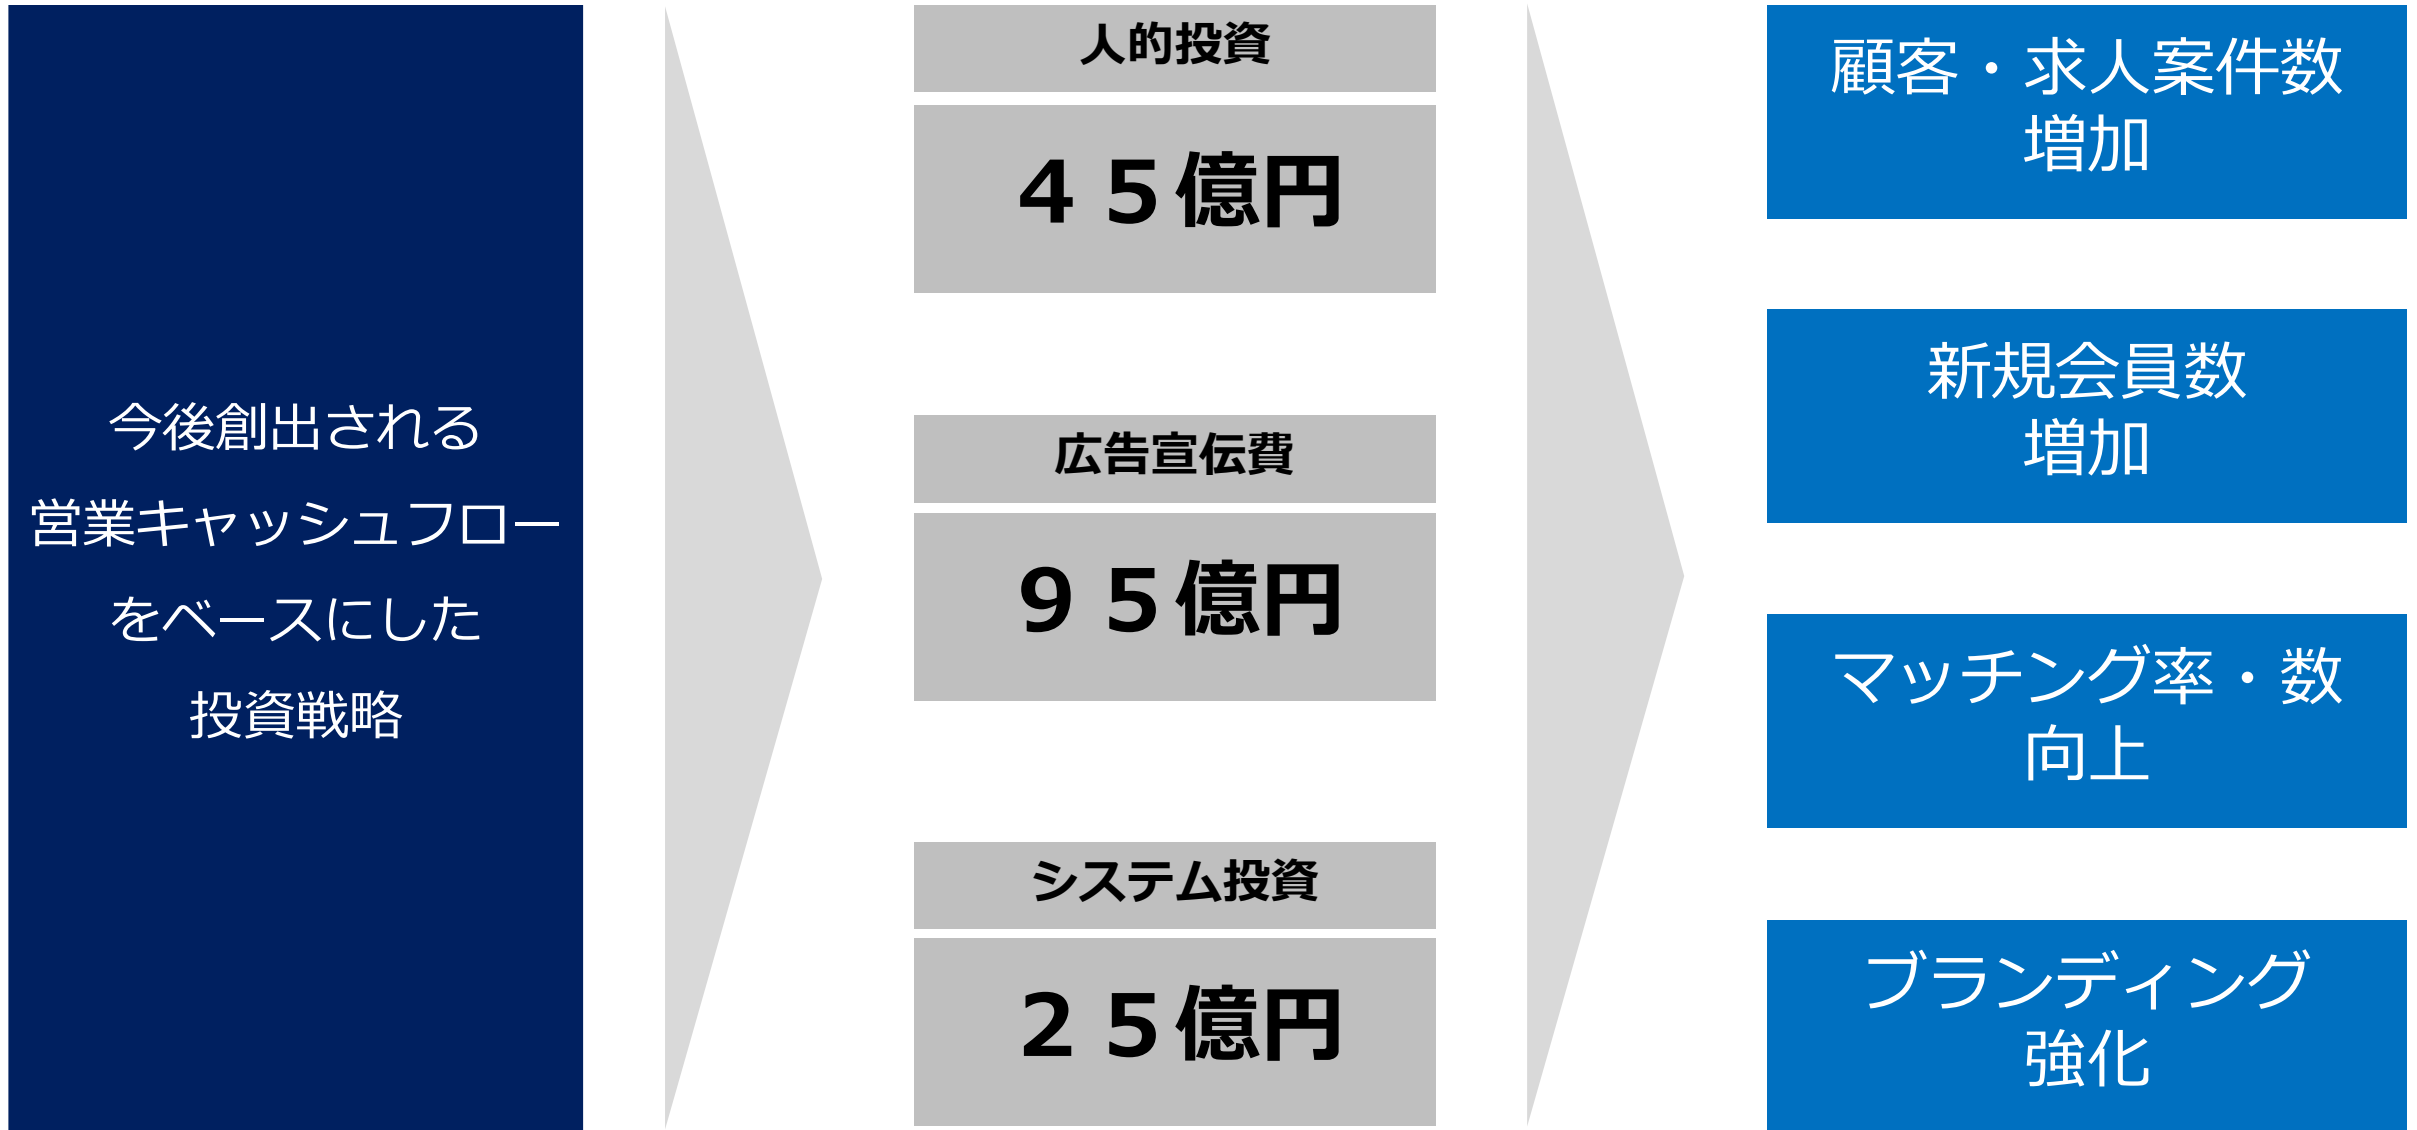 今後創出される
営業キャッシュフロー
をベースにした
投資戦略
人的投資
４５億円
広告宣伝費
９５億円
システム投資
２５億円
顧客・求人案件数
増加
新規会員数
増加
マッチング率・数
向上
ブランディング
強化